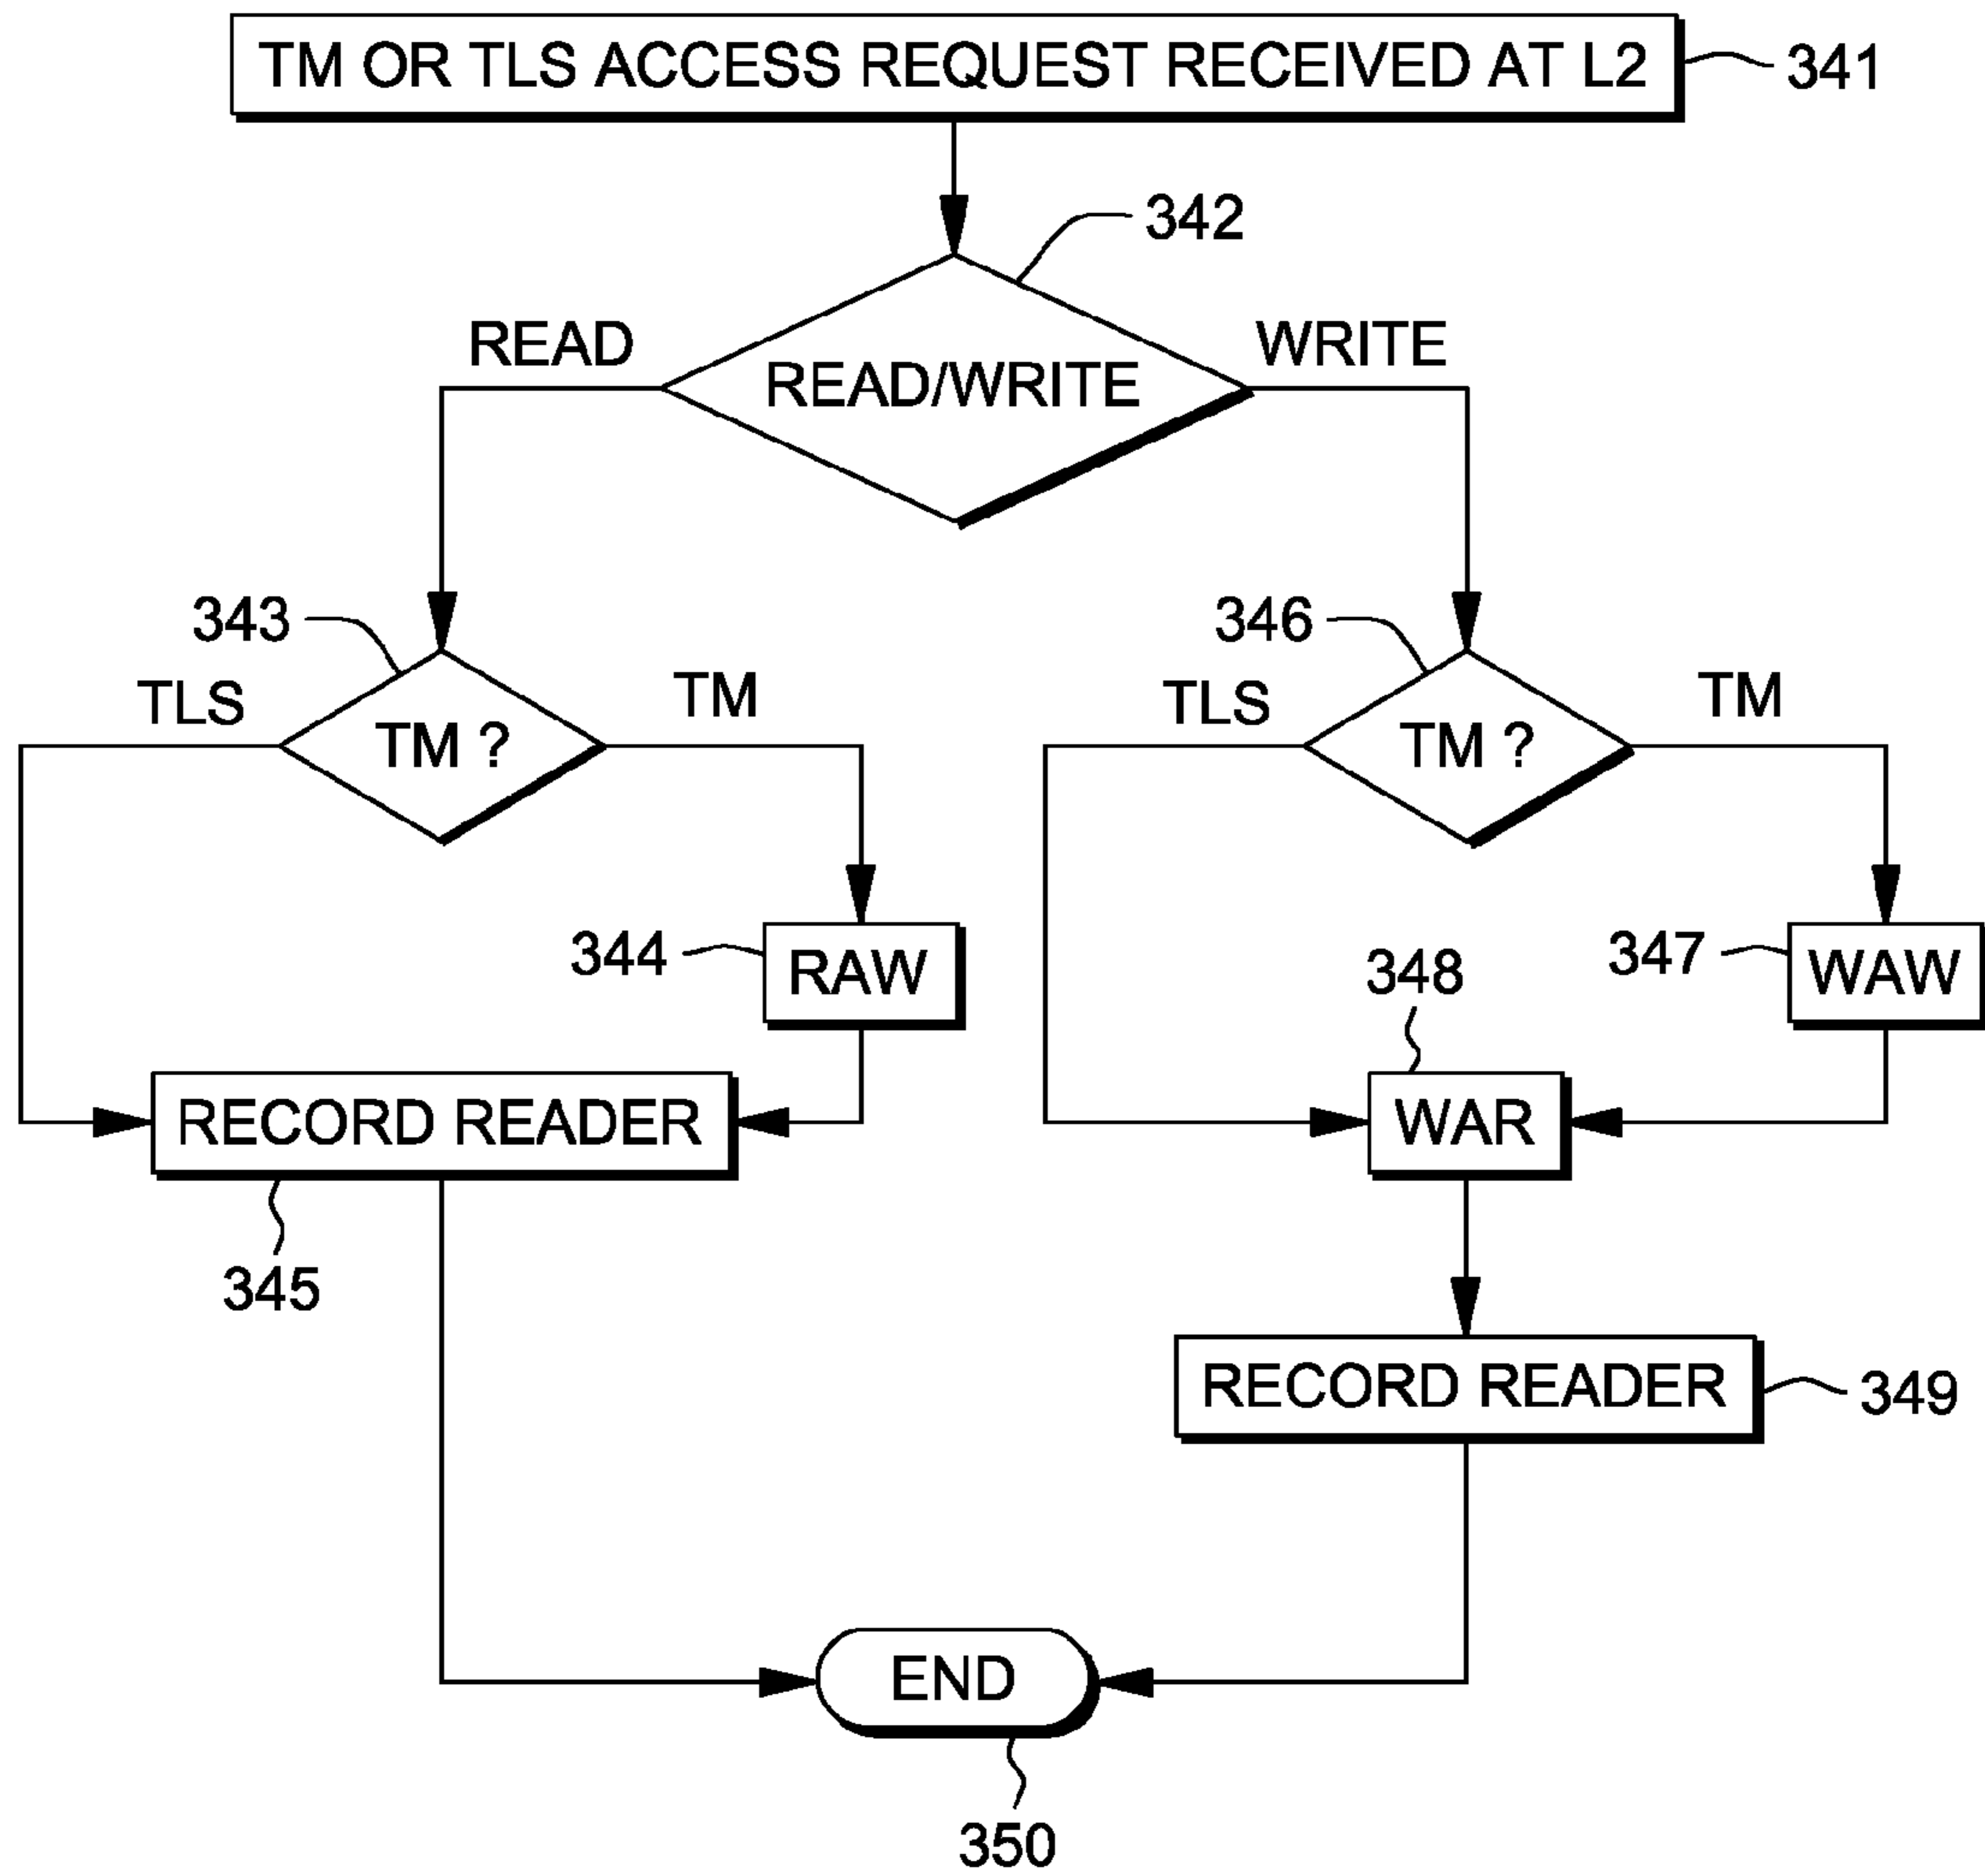 TM OR TLS ACCESS REQUEST RECEIVED AT L2
341
342
READ
READ/WRITE
WRITE
343
TLS
TM ?
TM
346
TLS
TM ?
TM
344
RAW
348
347
WAW
RECORD READER
WAR
345
RECORD READER
349
END
350